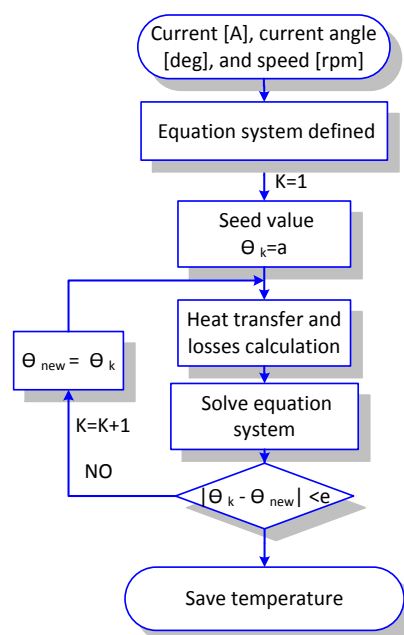 Current [A], current angle
[deg], and speed [rpm]
Equation system defined
K=1
Seed value
Ɵ k=a
Heat transfer and
losses calculation
Ɵ new = Ɵ k
Solve equation
system
K=K+1
NO
|Ɵ k - Ɵ new| <e
Save temperature